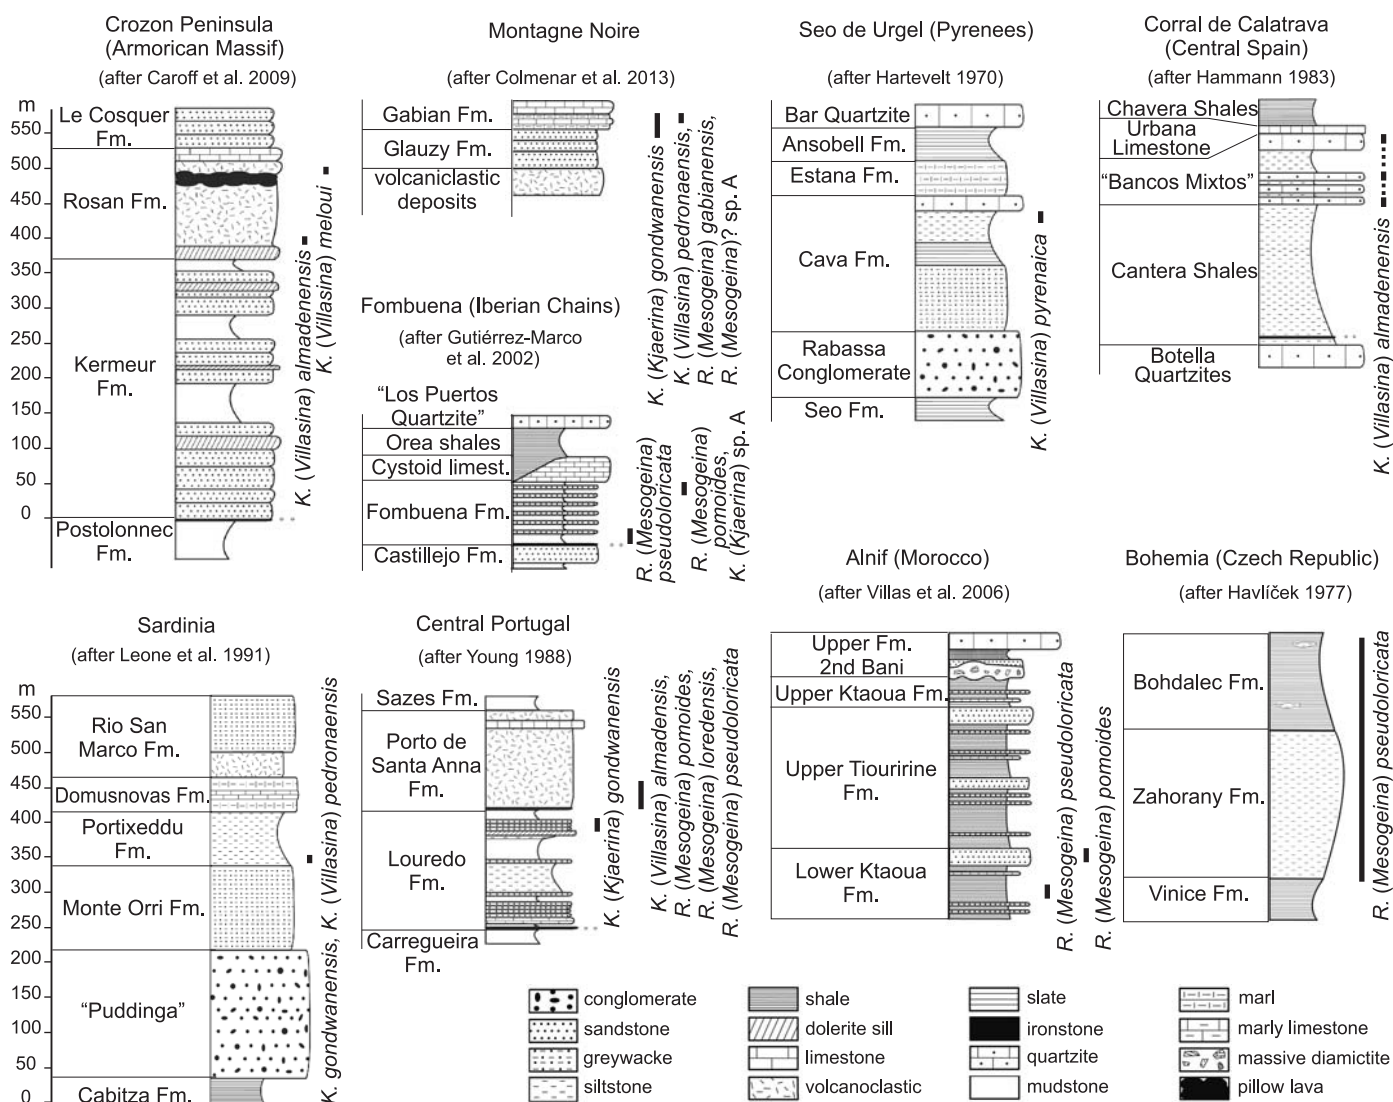 Crozon Peninsula
(Armorican Massif)
(after Caroff et al. 2009)
m
550
500
450
400
350
300
250
200
150
100
50
0
Le Cosquer
Fm.
Rosan Fm.
Kermeur
Fm.
Postolonnec
Fm.
K. (Villasina) almadenensis
K. (Villasina) meloui
Montagne Noire
(after Colmenar et al. 2013)
Gabian Fm.
Glauzy Fm.
volcaniclastic
deposits
K. (Kjaerina) gondwanensis
K. (Villasina) pedronaensis,
R. (Mesogeina) gabianensis,
R. (Mesogeina)? sp. A
Fombuena (Iberian Chains)
(after Gutiérrez-Marco
et al. 2002)
"Los Puertos
Quartzite"
Orea shales
Cystoid limest.
Fombuena Fm.
Castillejo Fm.
R. (Mesogeina)
pseudoloricata
R. (Mesogeina)
pomoides,
K. (Kjaerina) sp. A
Seo de Urgel (Pyrenees)
(after Hartevelt 1970)
Bar Quartzite
Ansobell Fm.
Estana Fm.
Cava Fm.
Rabassa
Conglomerate
Seo Fm.
K. (Villasina) pyrenaica
Corral de Calatrava
(Central Spain)
(after Hammann 1983)
Chavera Shales
Urbana
Limestone
"Bancos Mixtos"
Cantera Shales
Botella
Quartzites
K. (Villasina) almadenensis
Sardinia
(after Leone et al. 1991)
m
550
500
450
400
350
300
250
200
150
100
50
0
Rio San
Marco Fm.
Domusnovas Fm.
Portixeddu
Fm.
Monte Orri Fm.
"Puddinga"
Cabitza Fm.
K. gondwanensis, K. (Villasina) pedronaensis
Central Portugal
(after Young 1988)
Sazes Fm.
Porto de
Santa Anna
Fm.
Louredo
Fm.
Carregueira
Fm.
K. (Kjaerina) gondwanensis
K. (Villasina) almadensis,
R. (Mesogeina) pomoides,
R. (Mesogeina) loredensis,
R. (Mesogeina) pseudoloricata
Alnif (Morocco)
(after Villas et al. 2006)
Upper Fm.
2nd Bani
Upper Ktaoua Fm.
Upper Tiouririne
Fm.
Lower Ktaoua
Fm.
R. (Mesogeina) pseudoloricata
R. (Mesogeina) pomoides
Bohemia (Czech Republic)
(after Havlíček 1977)
Bohdalec Fm.
Zahorany Fm.
Vinice Fm.
R. (Mesogeina) pseudoloricata
conglomerate
sandstone
greywacke
siltstone
shale
dolerite sill
limestone
volcanoclastic
slate
ironstone
quartzite
mudstone
marl
marly limestone
massive diamictite
pillow lava